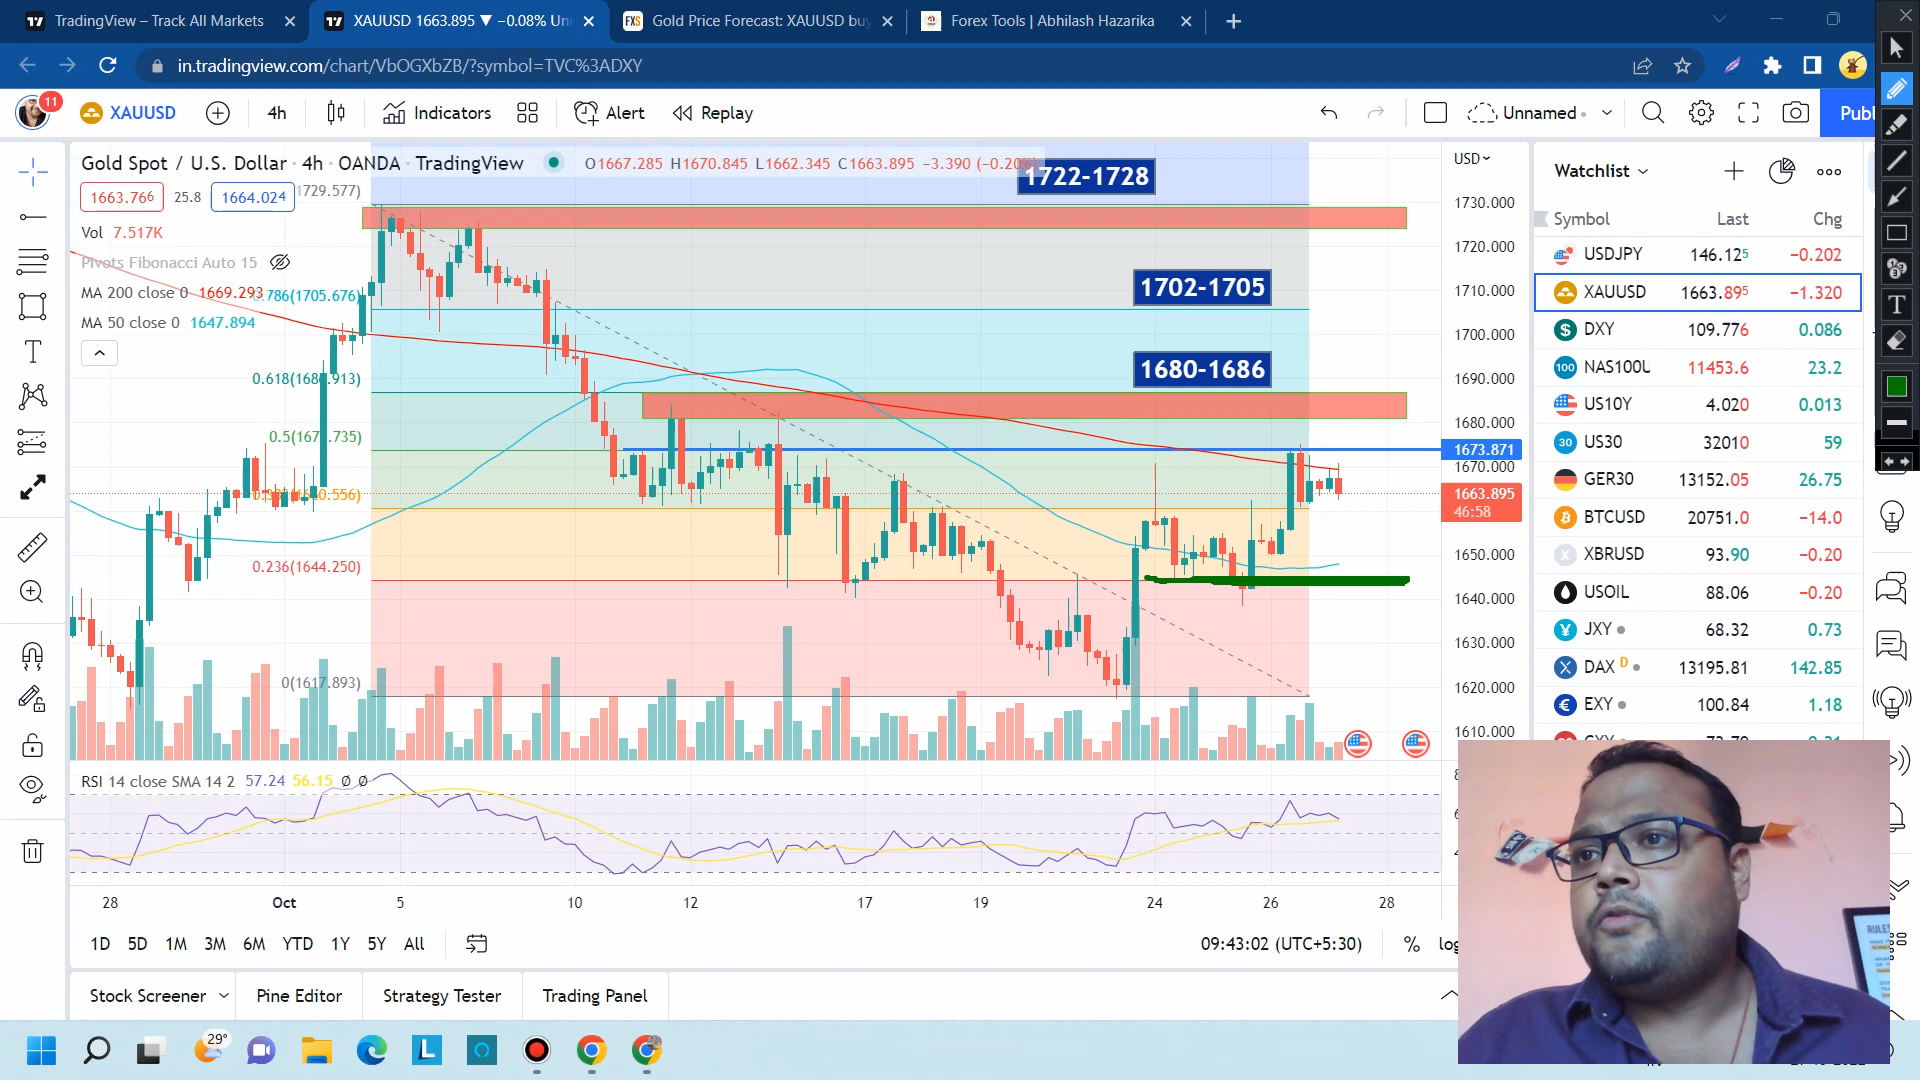 TradingView – Track All Markets
XAUUSD 1663.895 ▼ −0.08% Un
FXS Gold Price Forecast: XAUUSD bu
Forex Tools | Abhilash Hazarika
in.tradingview.com/chart/VbOGXbZB/?symbol=TVC%3ADXY
11
XAUUSD
4h
Indicators
Alert
Replay
Unnamed
Publ
Gold Spot / U.S. Dollar · 4h · OANDA · TradingView
O1667.285 H1670.845 L1662.345 C1663.895 −3.390 (−0.20%)
1663.766
25.8
1664.024
1729.577)
Vol 7.517K
Pivots Fibonacci Auto 15
MA 200 close 0 1669.293
MA 50 close 0 1647.894
0.786(1705.676)
0.618(1686.913)
0.236(1644.250)
0(1617.893)
1722-1728
1702-1705
1680-1686
USD
1730.000
1720.000
1710.000
1700.000
1690.000
1680.000
1673.871
1670.000
1663.895
46:58
1650.000
1640.000
1630.000
1620.000
1610.000
RSI 14 close SMA 14 2 57.24 56.15 Ø Ø
28
Oct
5
10
12
17
19
24
26
28
1D 5D 1M 3M 6M YTD 1Y 5Y All
09:43:02 (UTC+5:30)
%
log
Stock Screener
Pine Editor
Strategy Tester
Trading Panel
Watchlist
Symbol Last Chg
USDJPY 146.125 −0.202
XAUUSD 1663.895 −1.320
DXY 109.776 0.086
NAS100U 11453.6 23.2
US10Y 4.020 0.013
US30 32010 59
GER30 13152.05 26.75
BTCUSD 20751.0 −14.0
XBRUSD 93.90 −0.20
USOIL 88.06 −0.20
JXY 68.32 0.73
DAX D 13195.81 142.85
EXY 100.84 1.18
RULES
29°